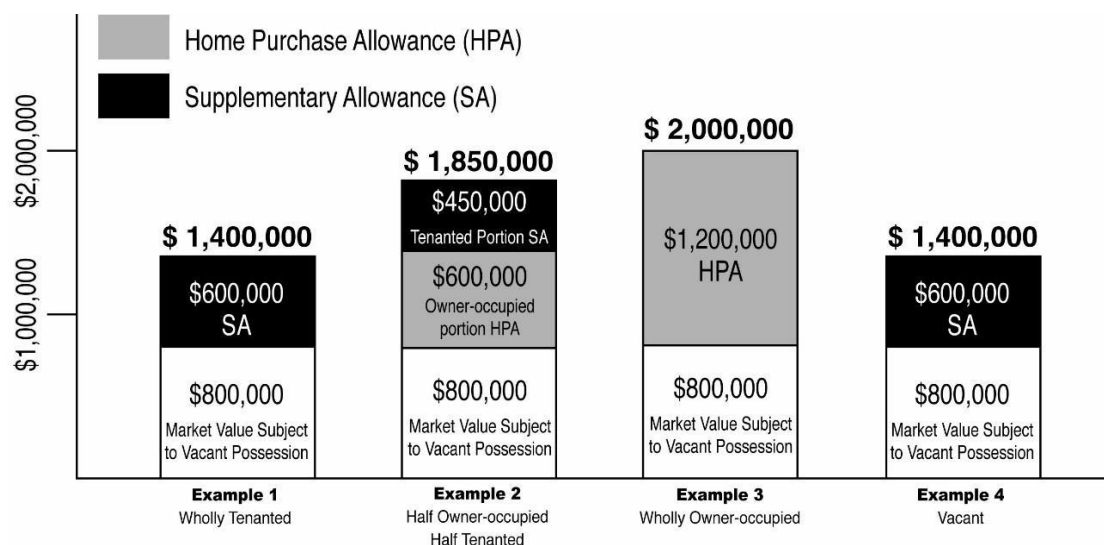 Home Purchase Allowance (HPA)
Supplementary Allowance (SA)
$2,000,000
$1,000,000
$ 1,400,000
$600,000
SA
$800,000
Market Value Subject
to Vacant Possession
Example 1
Wholly Tenanted
$ 1,850,000
$450,000
Tenanted Portion SA
$600,000
Owner-occupied
portion HPA
$800,000
Market Value Subject
to Vacant Possession
Example 2
Half Owner-occupied
Half Tenanted
$ 2,000,000
$1,200,000
HPA
$800,000
Market Value Subject
to Vacant Possession
Example 3
Wholly Owner-occupied
$ 1,400,000
$600,000
SA
$800,000
Market Value Subject
to Vacant Possession
Example 4
Vacant